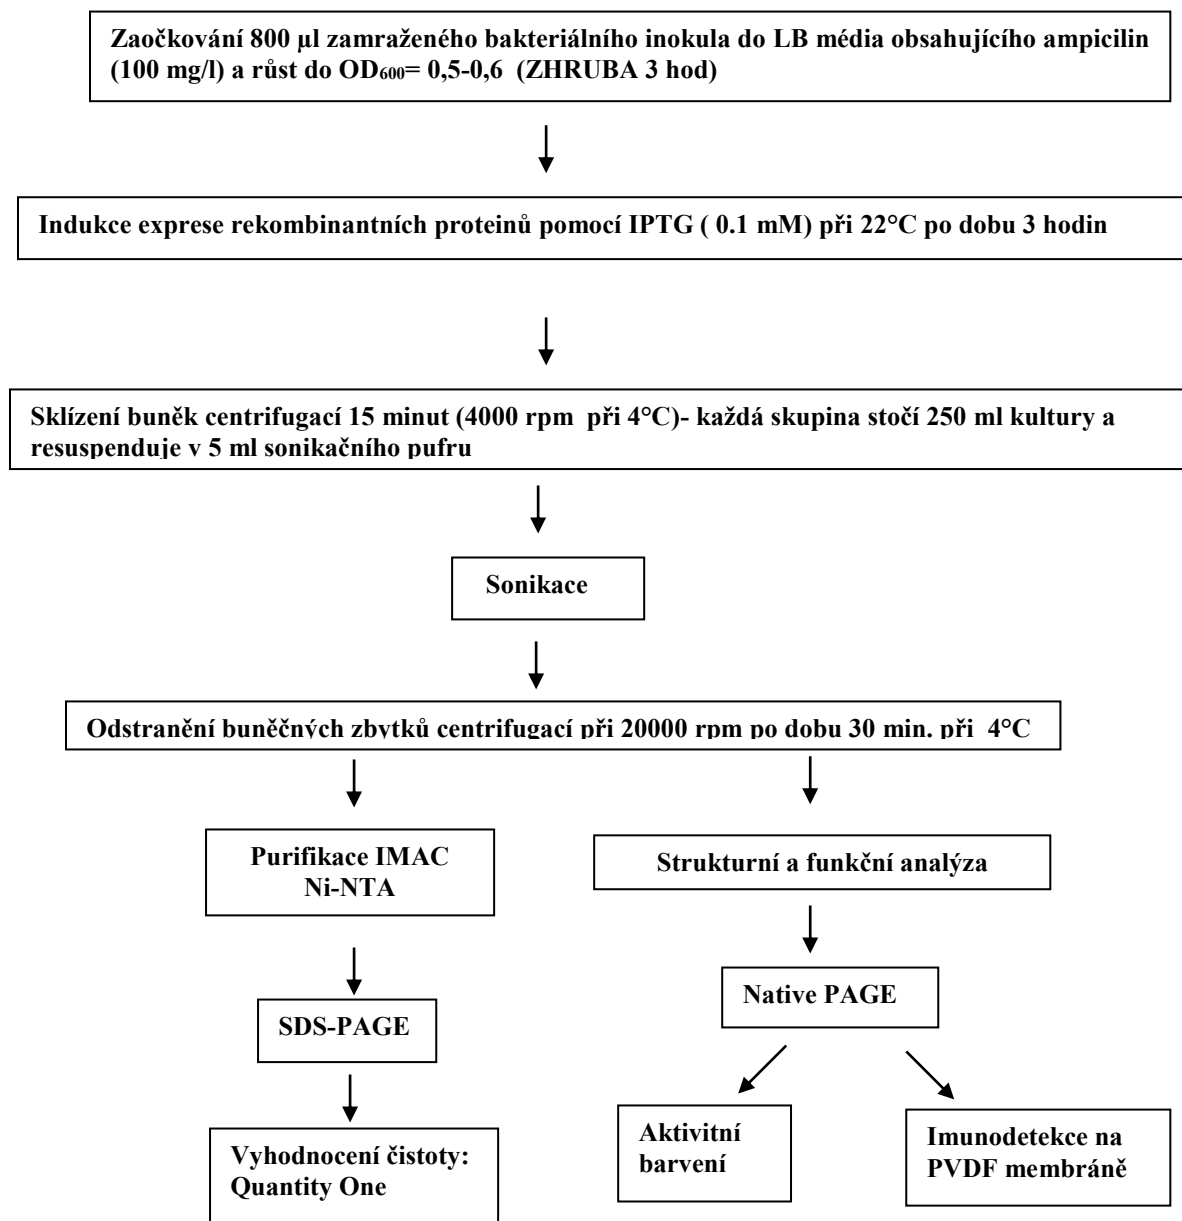 Zaočkování 800 µl zamraženého bakteriálního inokula do LB média obsahujícího ampicilin
(100 mg/l) a růst do OD₆₀₀= 0,5-0,6 (ZHRUBA 3 hod)
Indukce exprese rekombinantních proteinů pomocí IPTG ( 0.1 mM) při 22°C po dobu 3 hodin
Sklízení buněk centrifugací 15 minut (4000 rpm při 4°C)- každá skupina stočí 250 ml kultury a
resuspenduje v 5 ml sonikačního pufru
Sonikace
Odstranění buněčných zbytků centrifugací při 20000 rpm po dobu 30 min. při 4°C
Purifikace IMAC
Ni-NTA
Strukturní a funkční analýza
SDS-PAGE
Native PAGE
Vyhodnocení čistoty:
Quantity One
Aktivitní
barvení
Imunodetekce na
PVDF membráně